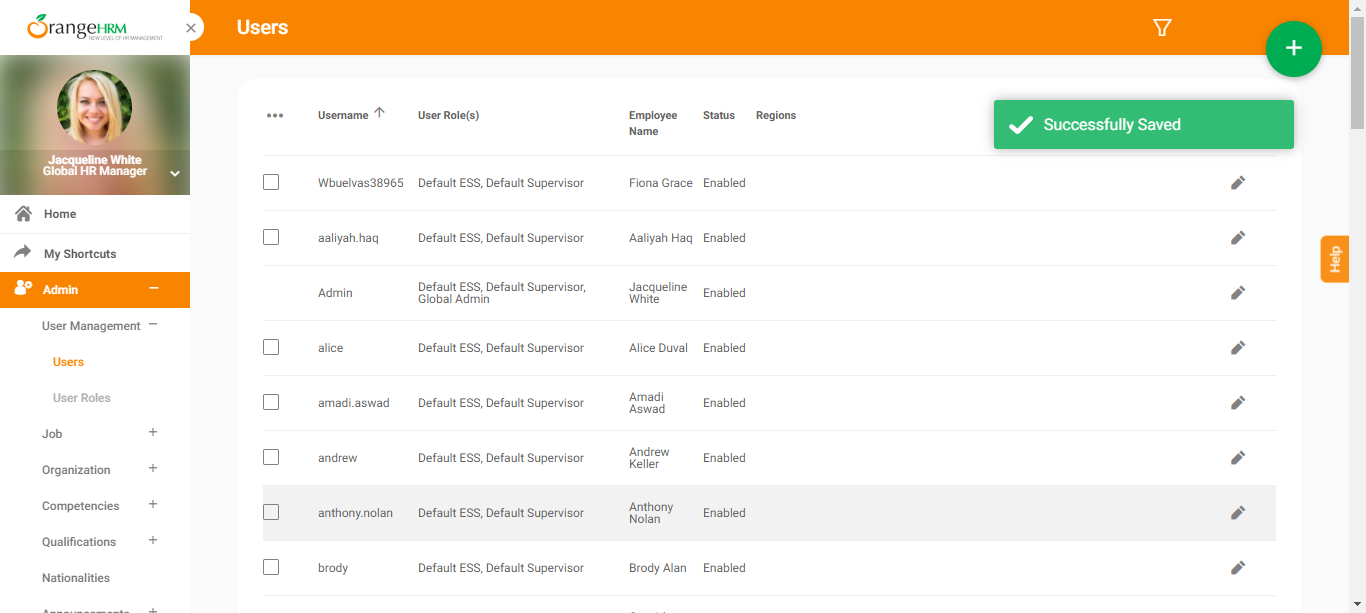 OrangeHRM
NEW LEVEL OF HR MANAGEMENT
Users
Jacqueline White
Global HR Manager
Home
My Shortcuts
Admin
User Management
Users
User Roles
Job
Organization
Competencies
Qualifications
Nationalities
Announcements
Username User Role(s) Employee Name Status Regions
Successfully Saved
Wbuelvas38965 Default ESS, Default Supervisor Fiona Grace Enabled
aaliyah.haq Default ESS, Default Supervisor Aaliyah Haq Enabled
Admin Default ESS, Default Supervisor, Global Admin Jacqueline White Enabled
alice Default ESS, Default Supervisor Alice Duval Enabled
amadi.aswad Default ESS, Default Supervisor Amadi Aswad Enabled
andrew Default ESS, Default Supervisor Andrew Keller Enabled
anthony.nolan Default ESS, Default Supervisor Anthony Nolan Enabled
brody Default ESS, Default Supervisor Brody Alan Enabled
Help